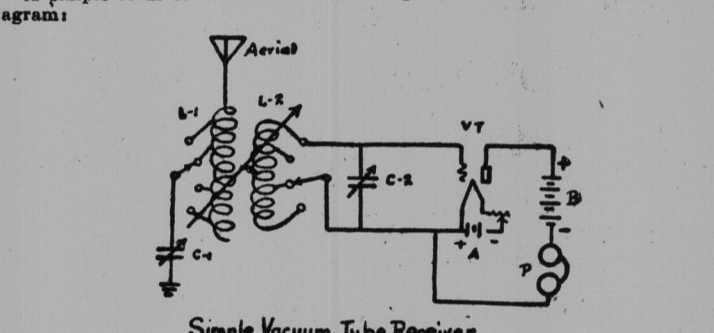 agram:
Aerial
L-1
L-2
VT
C-2
+
B
-
+ -
A
P
C-1
Simple Vacuum Tube Receiver